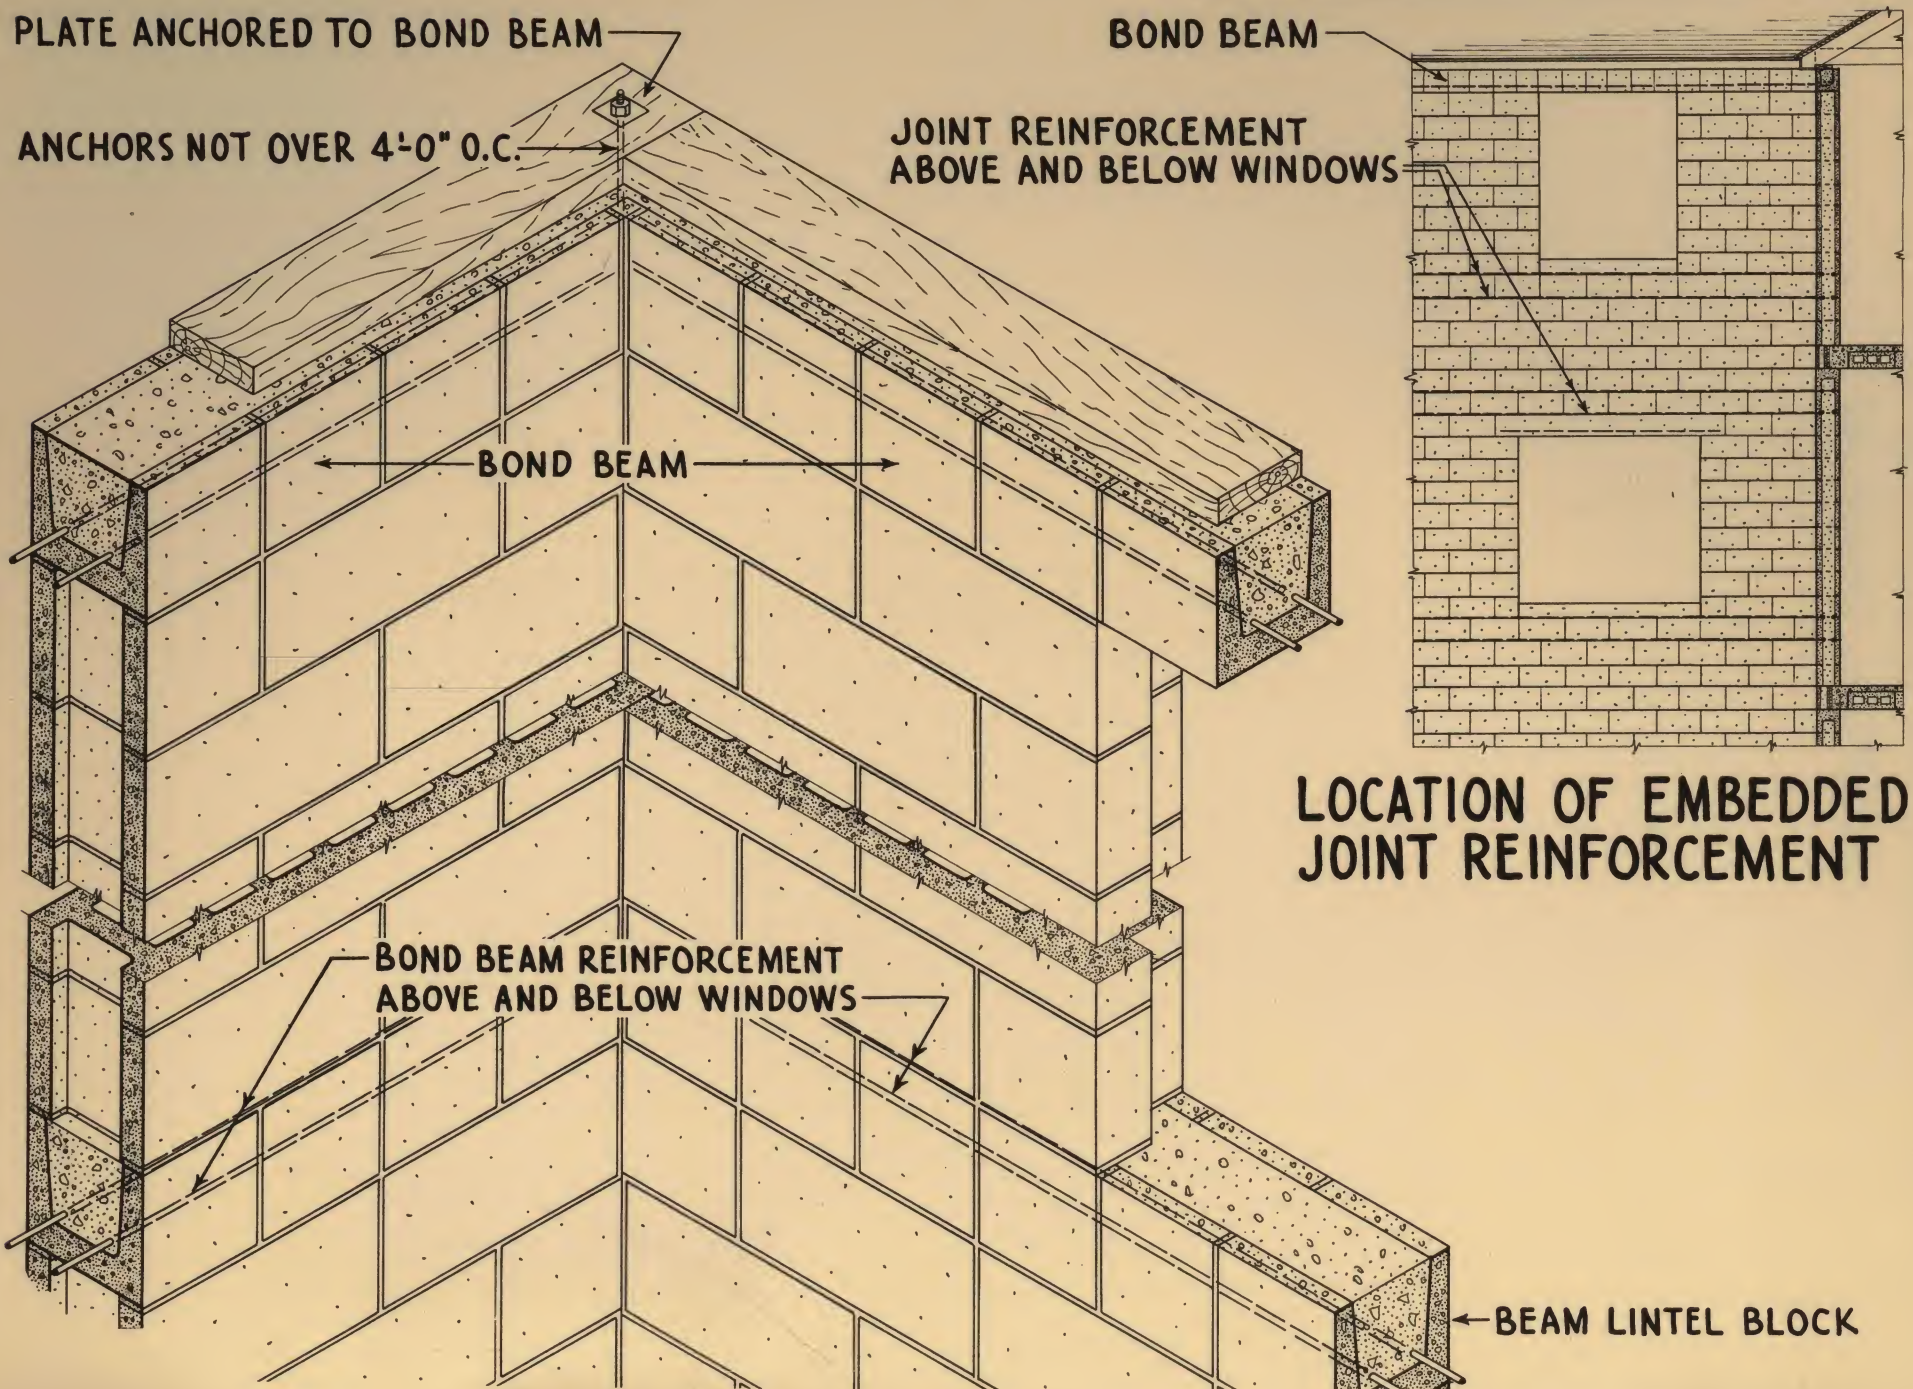 PLATE ANCHORED TO BOND BEAM
ANCHORS NOT OVER 4'-0" O.C.
BOND BEAM
JOINT REINFORCEMENT
ABOVE AND BELOW WINDOWS
BOND BEAM
LOCATION OF EMBEDDED
JOINT REINFORCEMENT
BOND BEAM REINFORCEMENT
ABOVE AND BELOW WINDOWS
BEAM LINTEL BLOCK